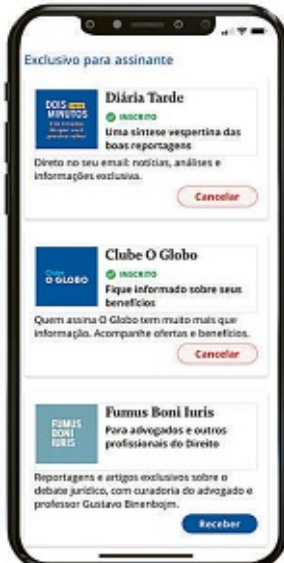 Exclusivo para assinante
DOIS
MINUTOS
Diária Tarde
INSCRITO
Uma síntese vespertina das
boas reportagens
Direto no seu email: notícias, análises e
informações exclusiva.
Cancelar
Clube
O GLOBO
Clube O Globo
INSCRITO
Fique informado sobre seus
benefícios
Quem assina O Globo tem muito mais que
informação. Acompanhe ofertas e benefícios.
Cancelar
FUMUS
BONI
IURIS
Fumus Boni Iuris
Para advogados e outros
profissionais do Direito
Reportagens e artigos exclusivos sobre o
debate jurídico, com curadoria do advogado e
professor Gustavo Binenbojm.
Receber